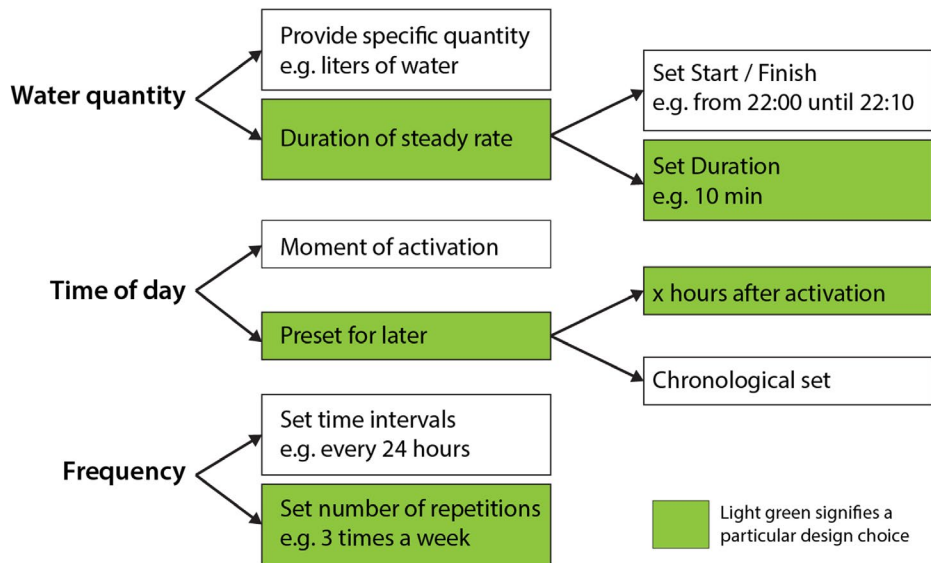 Water quantity
Provide specific quantity
e.g. liters of water
Duration of steady rate
Set Start / Finish
e.g. from 22:00 until 22:10
Set Duration
e.g. 10 min
Time of day
Moment of activation
Preset for later
x hours after activation
Chronological set
Frequency
Set time intervals
e.g. every 24 hours
Set number of repetitions
e.g. 3 times a week
Light green signifies a
particular design choice